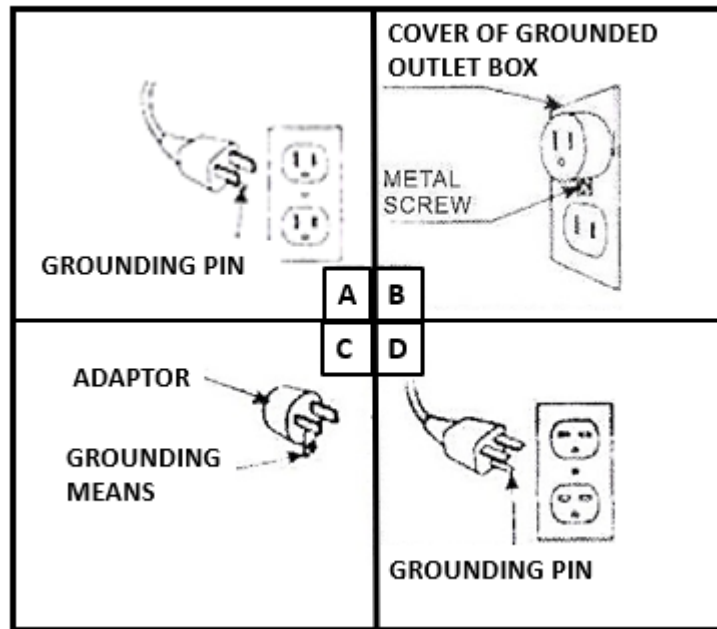 GROUNDING PIN
A
COVER OF GROUNDED
OUTLET BOX
METAL
SCREW
B
C
ADAPTOR
GROUNDING
MEANS
D
GROUNDING PIN